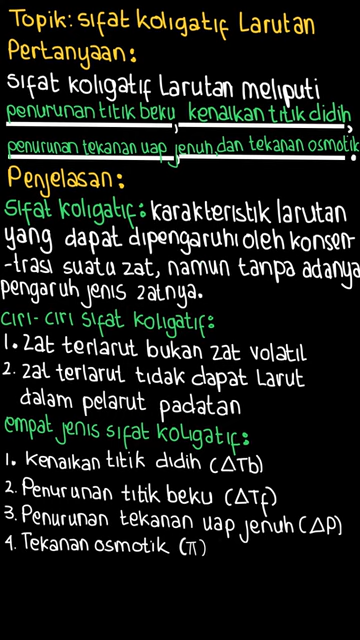 Topik: Sifat Koligatif Larutan
Pertanyaan:
Sifat koligatif Larutan meliputi
penurunan titik beku, kenaikan titik didih,
penurunan tekanan uap jenuh, dan tekanan osmotik.
Penjelasan:
Sifat koligatif: karakteristik larutan
yang dapat dipengaruhi oleh konsen-
-trasi suatu zat, namun tanpa adanya
pengaruh jenis zatnya.
Ciri-ciri sifat koligatif:
1. Zat terlarut bukan zat volatil
2. Zat terlarut tidak dapat Larut
dalam pelarut padatan
empat jenis sifat koligatif:
1. Kenaikan titik didih (ΔTb)
2. Penurunan titik beku (ΔTf)
3. Penurunan tekanan uap jenuh (ΔP)
4. Tekanan osmotik (π)